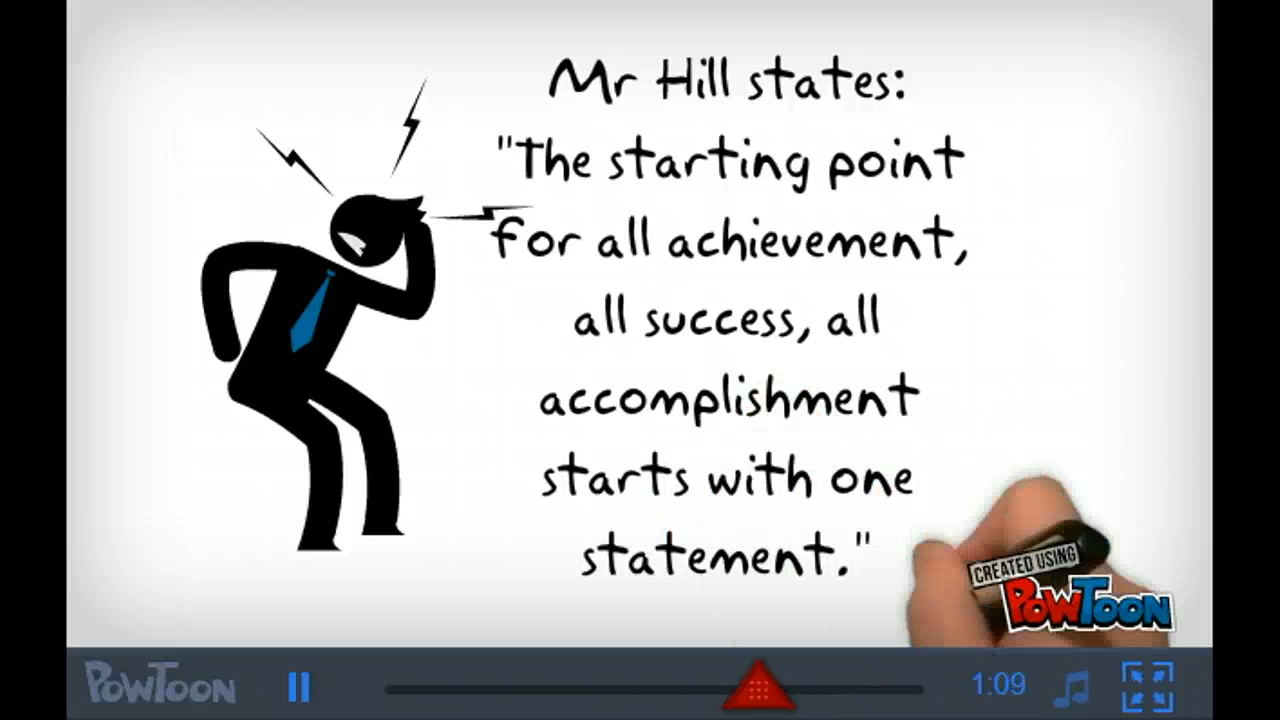 Mr Hill states:
"The starting point
for all achievement,
all success, all
accomplishment
starts with one
statement."
CREATED USING
POWTOON
POWTOON
1:09